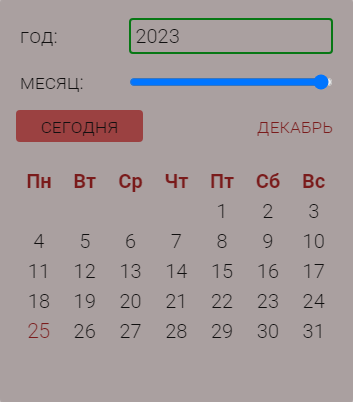 ГОД: 2023
МЕСЯЦ:
СЕГОДНЯ ДЕКАБРЬ
Пн Вт Ср Чт Пт Сб Вс
1 2 3
4 5 6 7 8 9 10
11 12 13 14 15 16 17
18 19 20 21 22 23 24
25 26 27 28 29 30 31